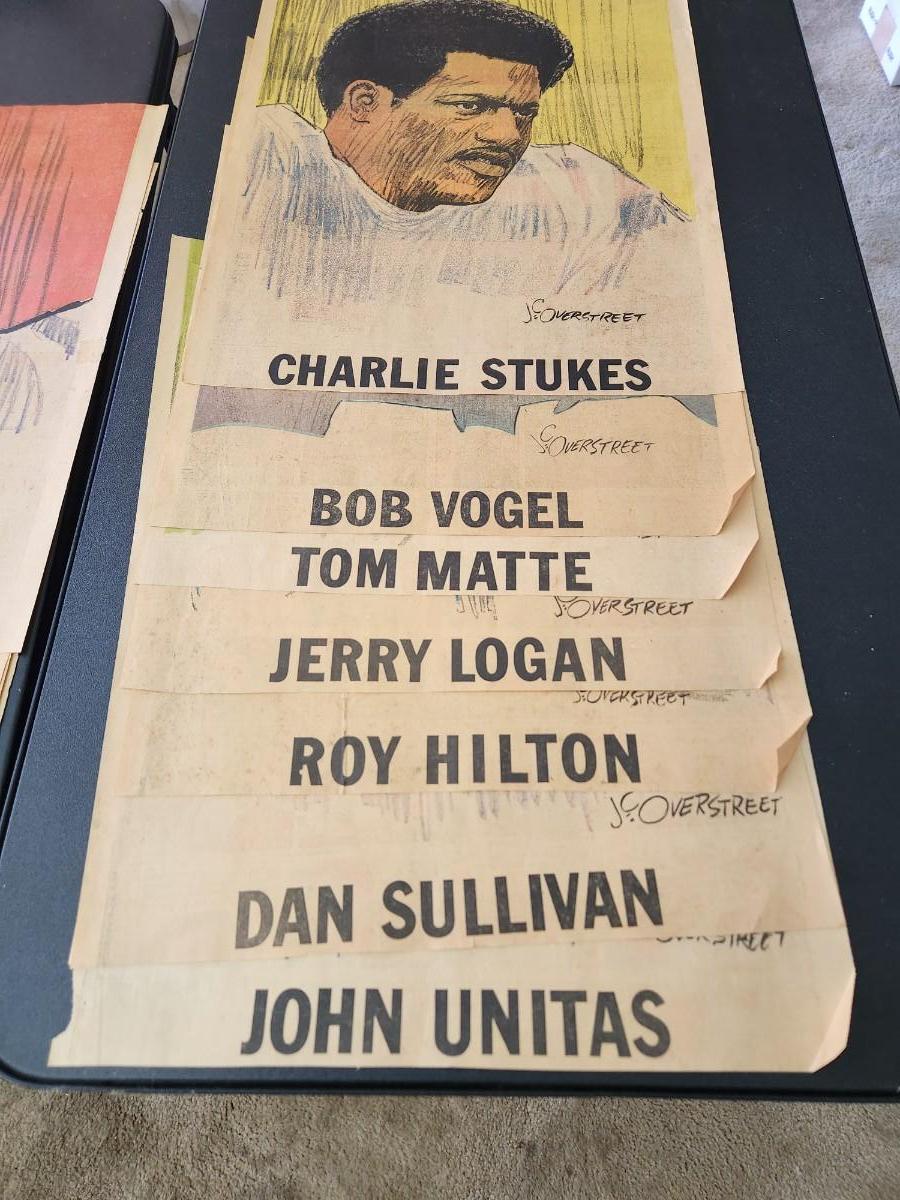 J.C. OVERSTREET
CHARLIE STUKES
J.C. OVERSTREET
BOB VOGEL
TOM MATTE
J.C. OVERSTREET
JERRY LOGAN
J.C. OVERSTREET
ROY HILTON
J.C. OVERSTREET
DAN SULLIVAN
OVERSTREET
JOHN UNITAS